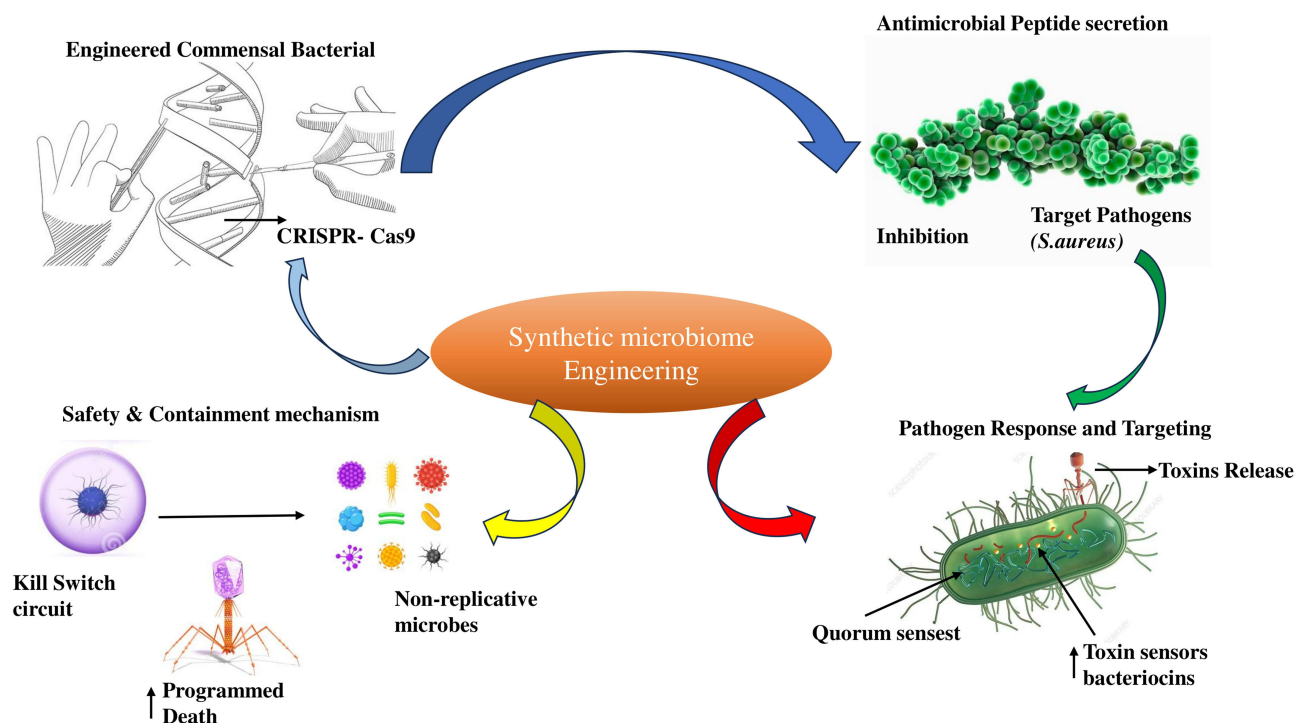 Engineered Commensal Bacterial
CRISPR- Cas9
Antimicrobial Peptide secretion
Inhibition
Target Pathogens
(S.aureus)
Synthetic microbiome
Engineering
Safety & Containment mechanism
Kill Switch
circuit
Programmed
Death
Non-replicative
microbes
Pathogen Response and Targeting
Toxins Release
Quorum sensest
Toxin sensors
bacteriocins